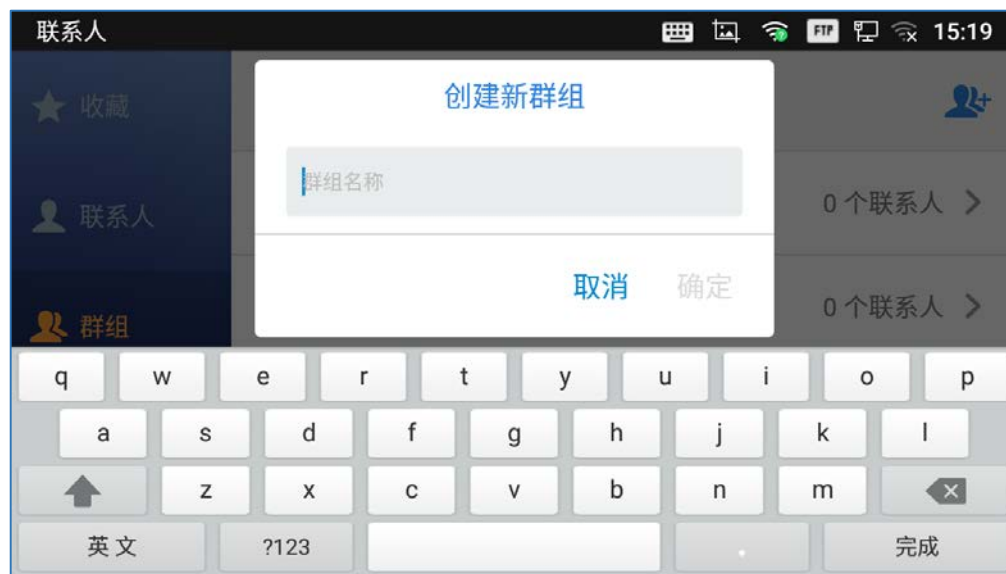 联系人 FTP 15:19
创建新群组
收藏
群组名称
联系人 0 个联系人
取消 确定
群组 0 个联系人
q w e r t y u i o p
a s d f g h j k l
z x c v b n m
英文 ?123 . 完成